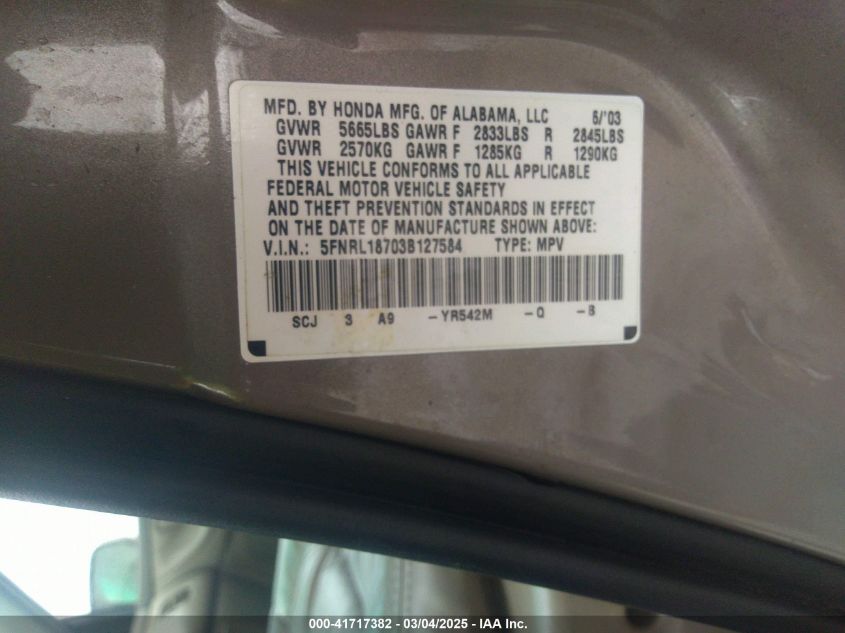 MFD. BY HONDA MFG. OF ALABAMA, LLC 6/'03
GVWR 5665LBS GAWR F 2833LBS R 2845LBS
GVWR 2570KG GAWR F 1285KG R 1290KG
THIS VEHICLE CONFORMS TO ALL APPLICABLE
FEDERAL MOTOR VEHICLE SAFETY
AND THEFT PREVENTION STANDARDS IN EFFECT
ON THE DATE OF MANUFACTURE SHOWN ABOVE:
V.I.N.: 5FNRL18703B127584 TYPE: MPV
SCJ 3 A9 -YR542M -Q -B
000-41717382 - 03/04/2025 - IAA Inc.